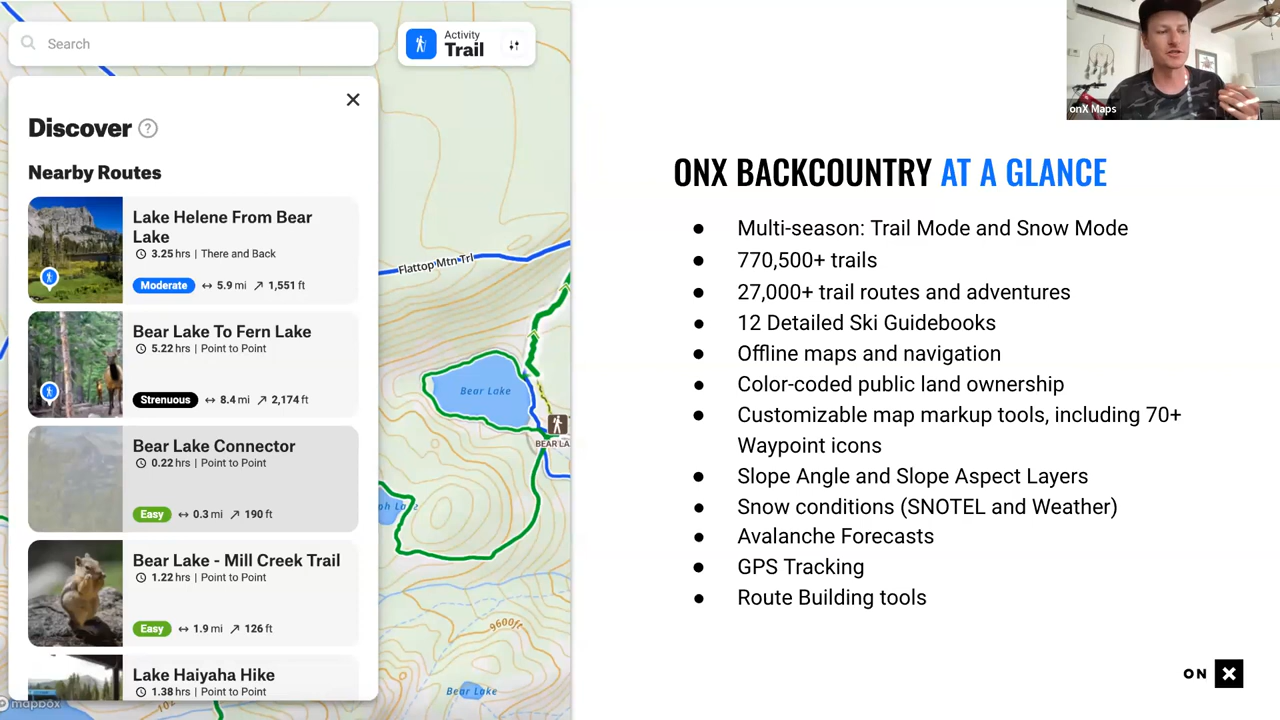 Search
Activity
Trail
Discover ?
Nearby Routes
Lake Helene From Bear
Lake
3.25 hrs | There and Back
Moderate 5.9 mi 1,551 ft
Bear Lake To Fern Lake
5.22 hrs | Point to Point
Strenuous 8.4 mi 2,174 ft
Bear Lake Connector
0.22 hrs | Point to Point
Easy 0.3 mi 190 ft
Bear Lake - Mill Creek Trail
1.22 hrs | Point to Point
Easy 1.9 mi 126 ft
Lake Haiyaha Hike
1.38 hrs | Point to Point
mapbox
Flattop Mtn Trl
Bear Lake
BEAR LA
ph Lake
9600ft
Bear Lake
onX Maps
ONX BACKCOUNTRY AT A GLANCE
● Multi-season: Trail Mode and Snow Mode
● 770,500+ trails
● 27,000+ trail routes and adventures
● 12 Detailed Ski Guidebooks
● Offline maps and navigation
● Color-coded public land ownership
● Customizable map markup tools, including 70+
Waypoint icons
● Slope Angle and Slope Aspect Layers
● Snow conditions (SNOTEL and Weather)
● Avalanche Forecasts
● GPS Tracking
● Route Building tools
ON X